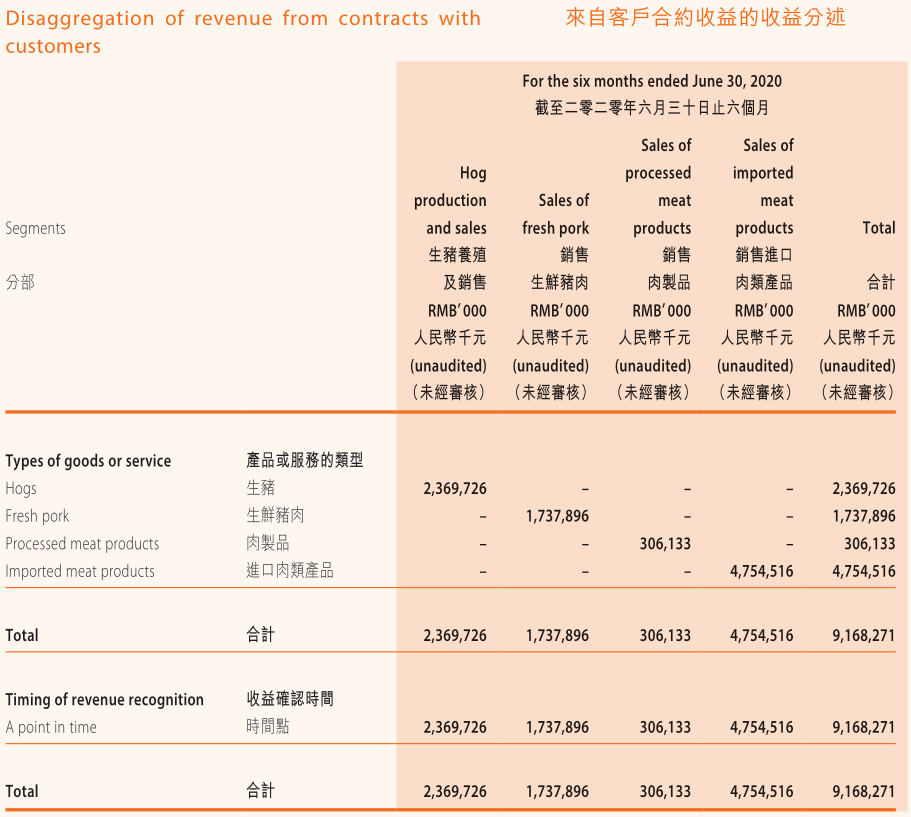 Disaggregation of revenue from contracts with customers
來自客戶合約收益的收益分述
For the six months ended June 30, 2020
截至二零二零年六月三十日止六個月
Sales of Sales of
Hog processed imported
production Sales of meat meat
Segments and sales fresh pork products products Total
生豬養殖 銷售 銷售 銷售進口
分部 及銷售 生鮮豬肉 肉製品 肉類產品 合計
RMB’000 RMB’000 RMB’000 RMB’000 RMB’000
人民幣千元 人民幣千元 人民幣千元 人民幣千元 人民幣千元
(unaudited) (unaudited) (unaudited) (unaudited) (unaudited)
（未經審核） （未經審核） （未經審核） （未經審核） （未經審核）
Types of goods or service 產品或服務的類型
Hogs 生豬 2,369,726 – – – 2,369,726
Fresh pork 生鮮豬肉 – 1,737,896 – – 1,737,896
Processed meat products 肉製品 – – 306,133 – 306,133
Imported meat products 進口肉類產品 – – – 4,754,516 4,754,516
Total 合計 2,369,726 1,737,896 306,133 4,754,516 9,168,271
Timing of revenue recognition 收益確認時間
A point in time 時間點 2,369,726 1,737,896 306,133 4,754,516 9,168,271
Total 合計 2,369,726 1,737,896 306,133 4,754,516 9,168,271